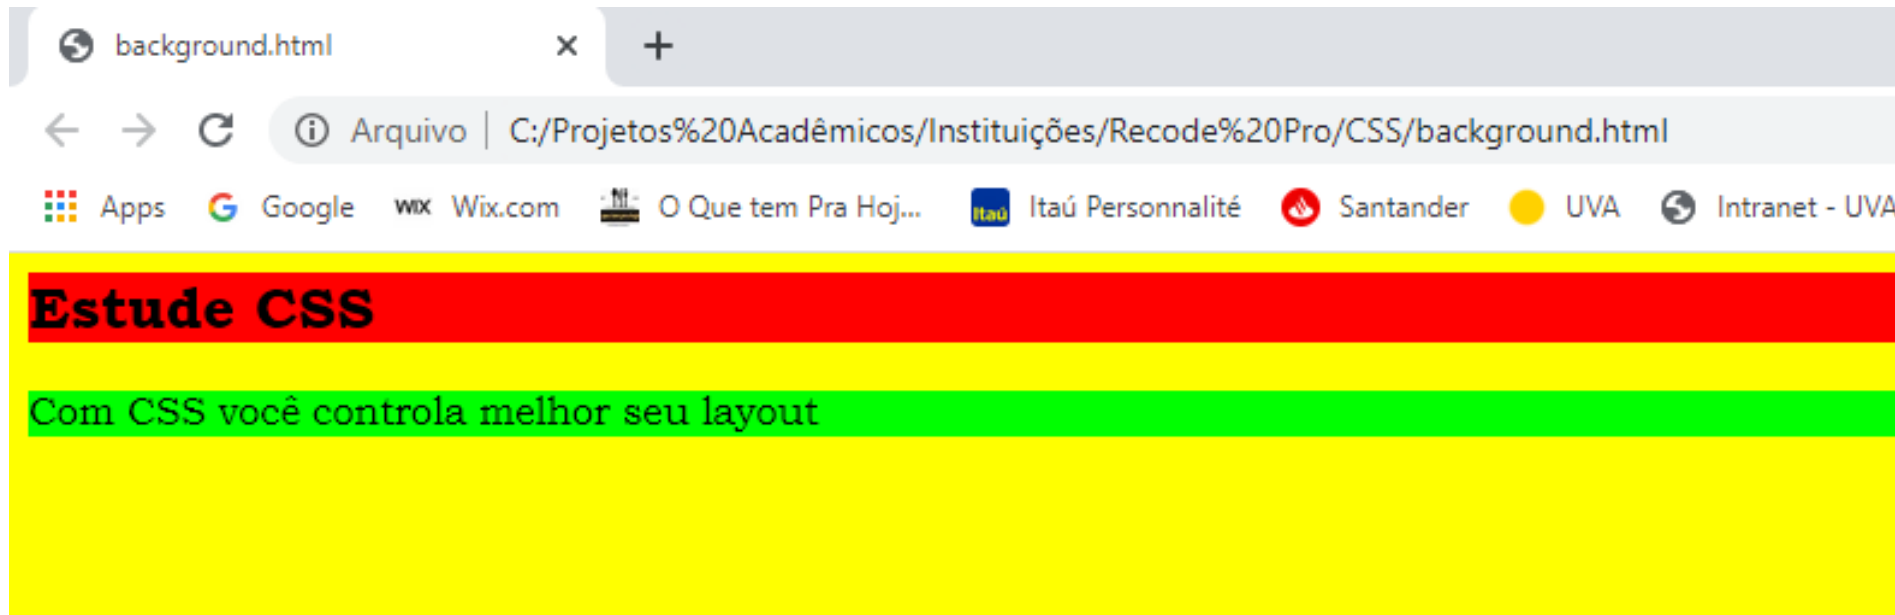 background.html
Arquivo | C:/Projetos%20Acadêmicos/Instituições/Recode%20Pro/CSS/background.html
Apps Google WIX Wix.com O Que tem Pra Hoj... Itaú Itaú Personnalité Santander UVA Intranet - UVA
Estude CSS
Com CSS você controla melhor seu layout